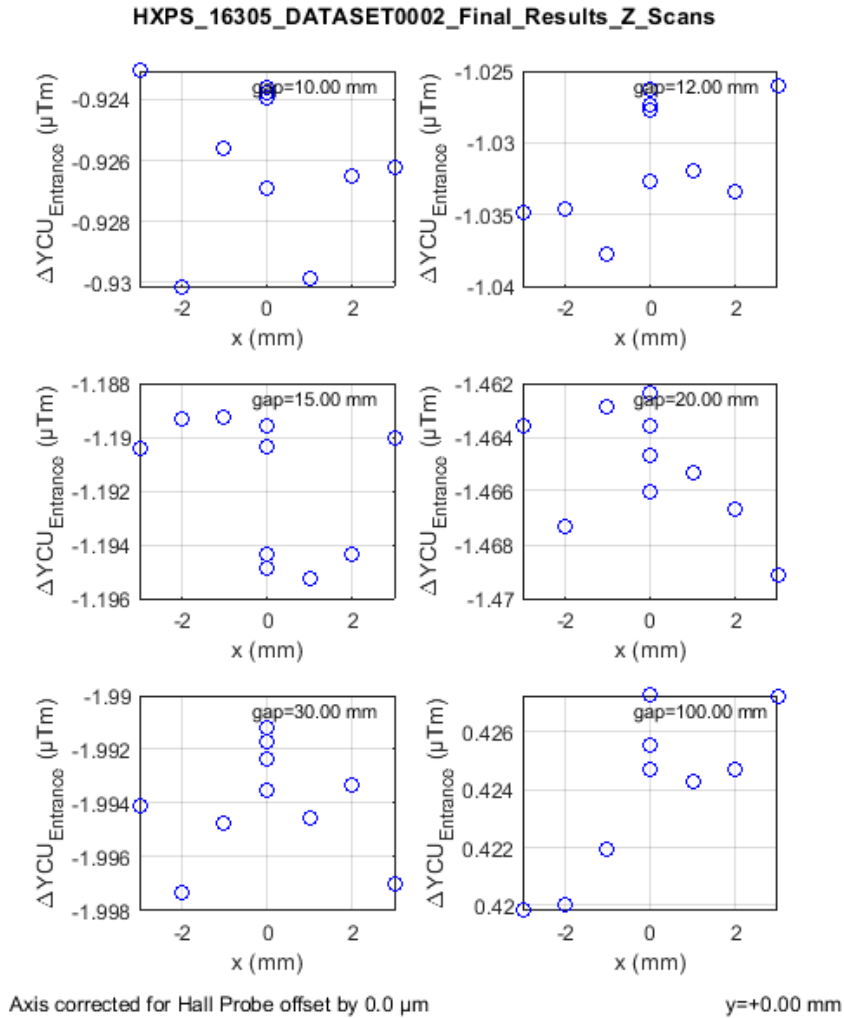 HXPS_16305_DATASET0002_Final_Results_Z_Scans
ΔYCU_Entrance (μTm)
-0.924
-0.926
-0.928
-0.93
gap=10.00 mm
-2 0 2
x (mm)
ΔYCU_Entrance (μTm)
-1.025
-1.03
-1.035
-1.04
gap=12.00 mm
-2 0 2
x (mm)
ΔYCU_Entrance (μTm)
-1.188
-1.19
-1.192
-1.194
-1.196
gap=15.00 mm
-2 0 2
x (mm)
ΔYCU_Entrance (μTm)
-1.462
-1.464
-1.466
-1.468
-1.47
gap=20.00 mm
-2 0 2
x (mm)
ΔYCU_Entrance (μTm)
-1.99
-1.992
-1.994
-1.996
-1.998
gap=30.00 mm
-2 0 2
x (mm)
ΔYCU_Entrance (μTm)
0.426
0.424
0.422
0.42
gap=100.00 mm
-2 0 2
x (mm)
Axis corrected for Hall Probe offset by 0.0 μm
y=+0.00 mm